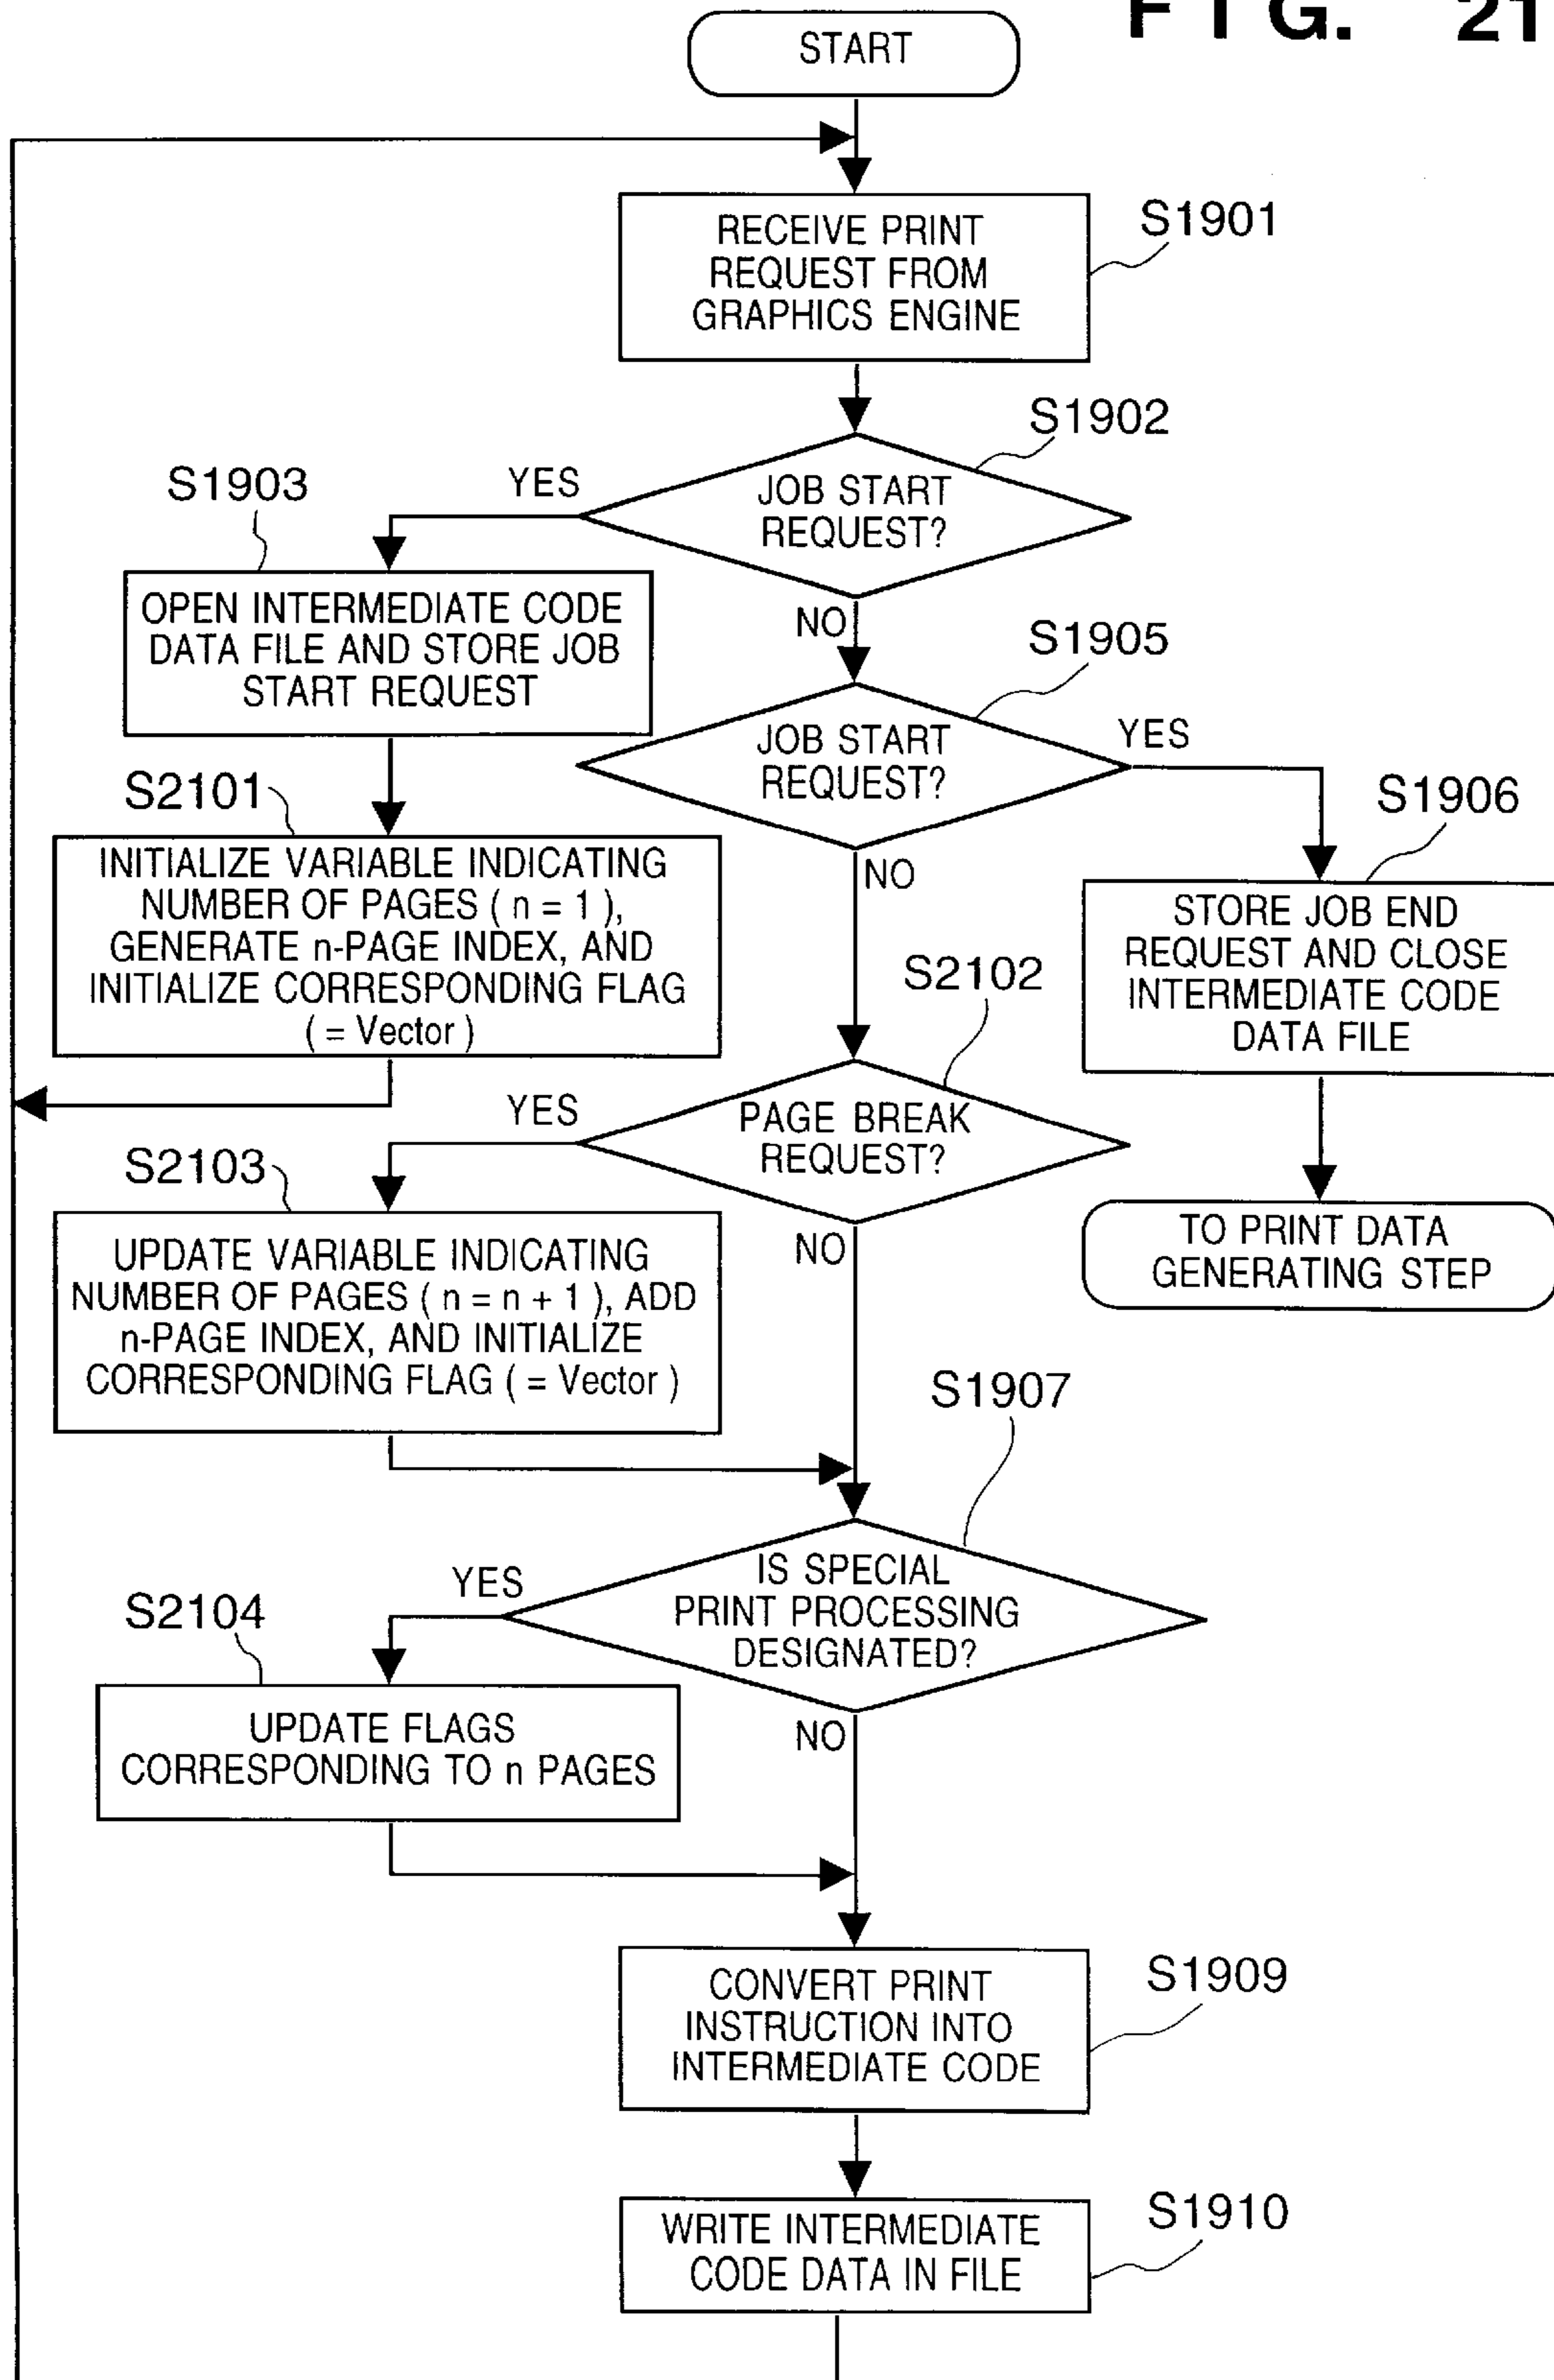 FIG. 21
START
RECEIVE PRINT
REQUEST FROM
GRAPHICS ENGINE
S1901
S1902
JOB START
REQUEST?
YES
NO
S1903
OPEN INTERMEDIATE CODE
DATA FILE AND STORE JOB
START REQUEST
S1905
JOB START
REQUEST?
YES
NO
S2101
INITIALIZE VARIABLE INDICATING
NUMBER OF PAGES ( n = 1 ),
GENERATE n-PAGE INDEX, AND
INITIALIZE CORRESPONDING FLAG
( = Vector )
S1906
STORE JOB END
REQUEST AND CLOSE
INTERMEDIATE CODE
DATA FILE
TO PRINT DATA
GENERATING STEP
S2102
PAGE BREAK
REQUEST?
YES
NO
S2103
UPDATE VARIABLE INDICATING
NUMBER OF PAGES ( n = n + 1 ), ADD
n-PAGE INDEX, AND INITIALIZE
CORRESPONDING FLAG ( = Vector )
S1907
IS SPECIAL
PRINT PROCESSING
DESIGNATED?
YES
NO
S2104
UPDATE FLAGS
CORRESPONDING TO n PAGES
CONVERT PRINT
INSTRUCTION INTO
INTERMEDIATE CODE
S1909
WRITE INTERMEDIATE
CODE DATA IN FILE
S1910